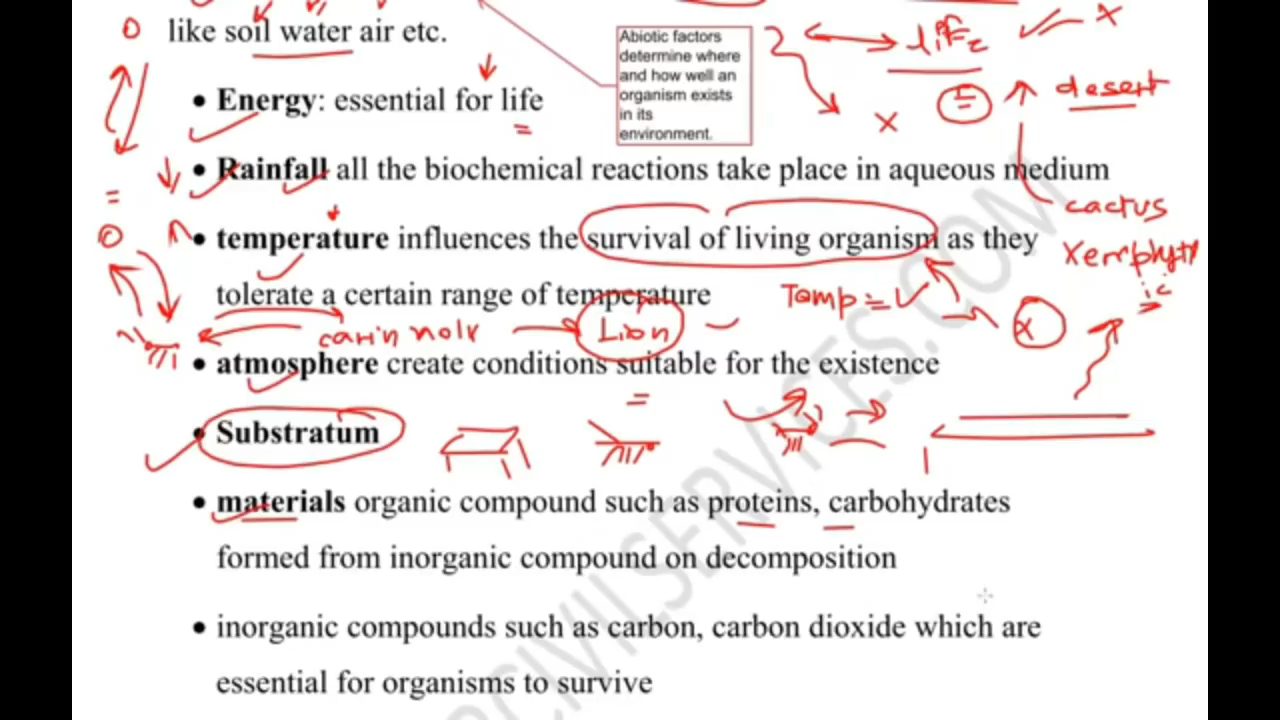 like soil water air etc.
Abiotic factors
determine where
and how well an
organism exists
in its
environment.
life
desert
• Energy: essential for life
• Rainfall all the biochemical reactions take place in aqueous medium
cactus
• temperature influences the survival of living organism as they
tolerate a certain range of temperature
Temp =
Lion
• atmosphere create conditions suitable for the existence
• Substratum
• materials organic compound such as proteins, carbohydrates
formed from inorganic compound on decomposition
• inorganic compounds such as carbon, carbon dioxide which are
essential for organisms to survive